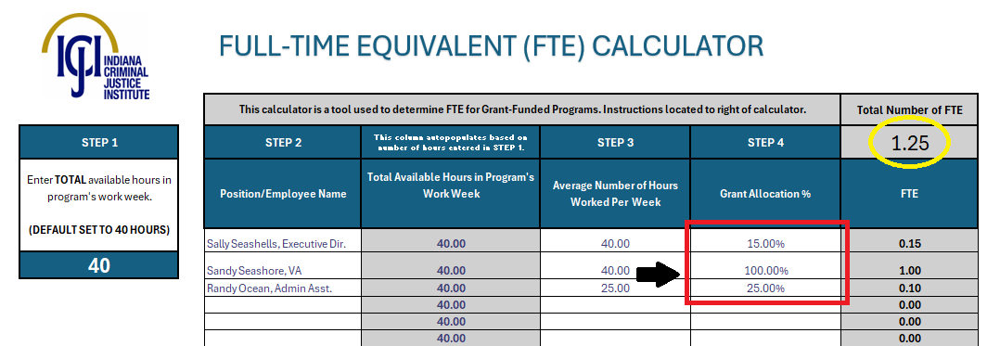 ICJI
INDIANA
CRIMINAL
JUSTICE
INSTITUTE
FULL-TIME EQUIVALENT (FTE) CALCULATOR
This calculator is a tool used to determine FTE for Grant-Funded Programs. Instructions located to right of calculator.
Total Number of FTE
STEP 1
STEP 2
This column autopopulates based on
number of hours entered in STEP 1.
STEP 3
STEP 4
1.25
Enter TOTAL available hours in
program's work week.
(DEFAULT SET TO 40 HOURS)
40
Position/Employee Name
Total Available Hours in Program's
Work Week
Average Number of Hours
Worked Per Week
Grant Allocation %
FTE
Sally Seashells, Executive Dir. 40.00 40.00 15.00% 0.15
Sandy Seashore, VA 40.00 40.00 100.00% 1.00
Randy Ocean, Admin Asst. 40.00 25.00 25.00% 0.10
40.00 0.00
40.00 0.00
40.00 0.00